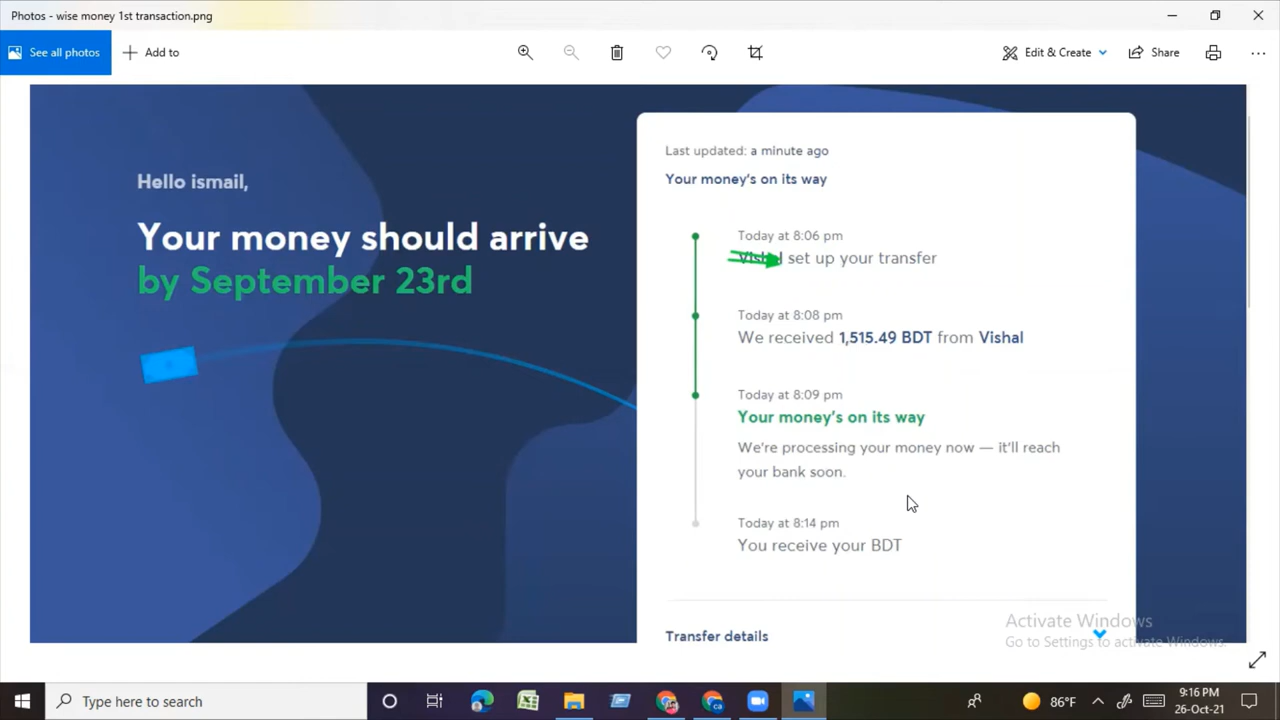 Photos - wise money 1st transaction.png
See all photos
Add to
Edit & Create
Share
Last updated: a minute ago
Your money's on its way
Hello ismail,
Your money should arrive
by September 23rd
Today at 8:06 pm
Vishal set up your transfer
Today at 8:08 pm
We received 1,515.49 BDT from Vishal
Today at 8:09 pm
Your money's on its way
We're processing your money now — it'll reach
your bank soon.
Today at 8:14 pm
You receive your BDT
Transfer details
Activate Windows
Go to Settings to activate Windows.
Type here to search
86°F
9:16 PM
26-Oct-21